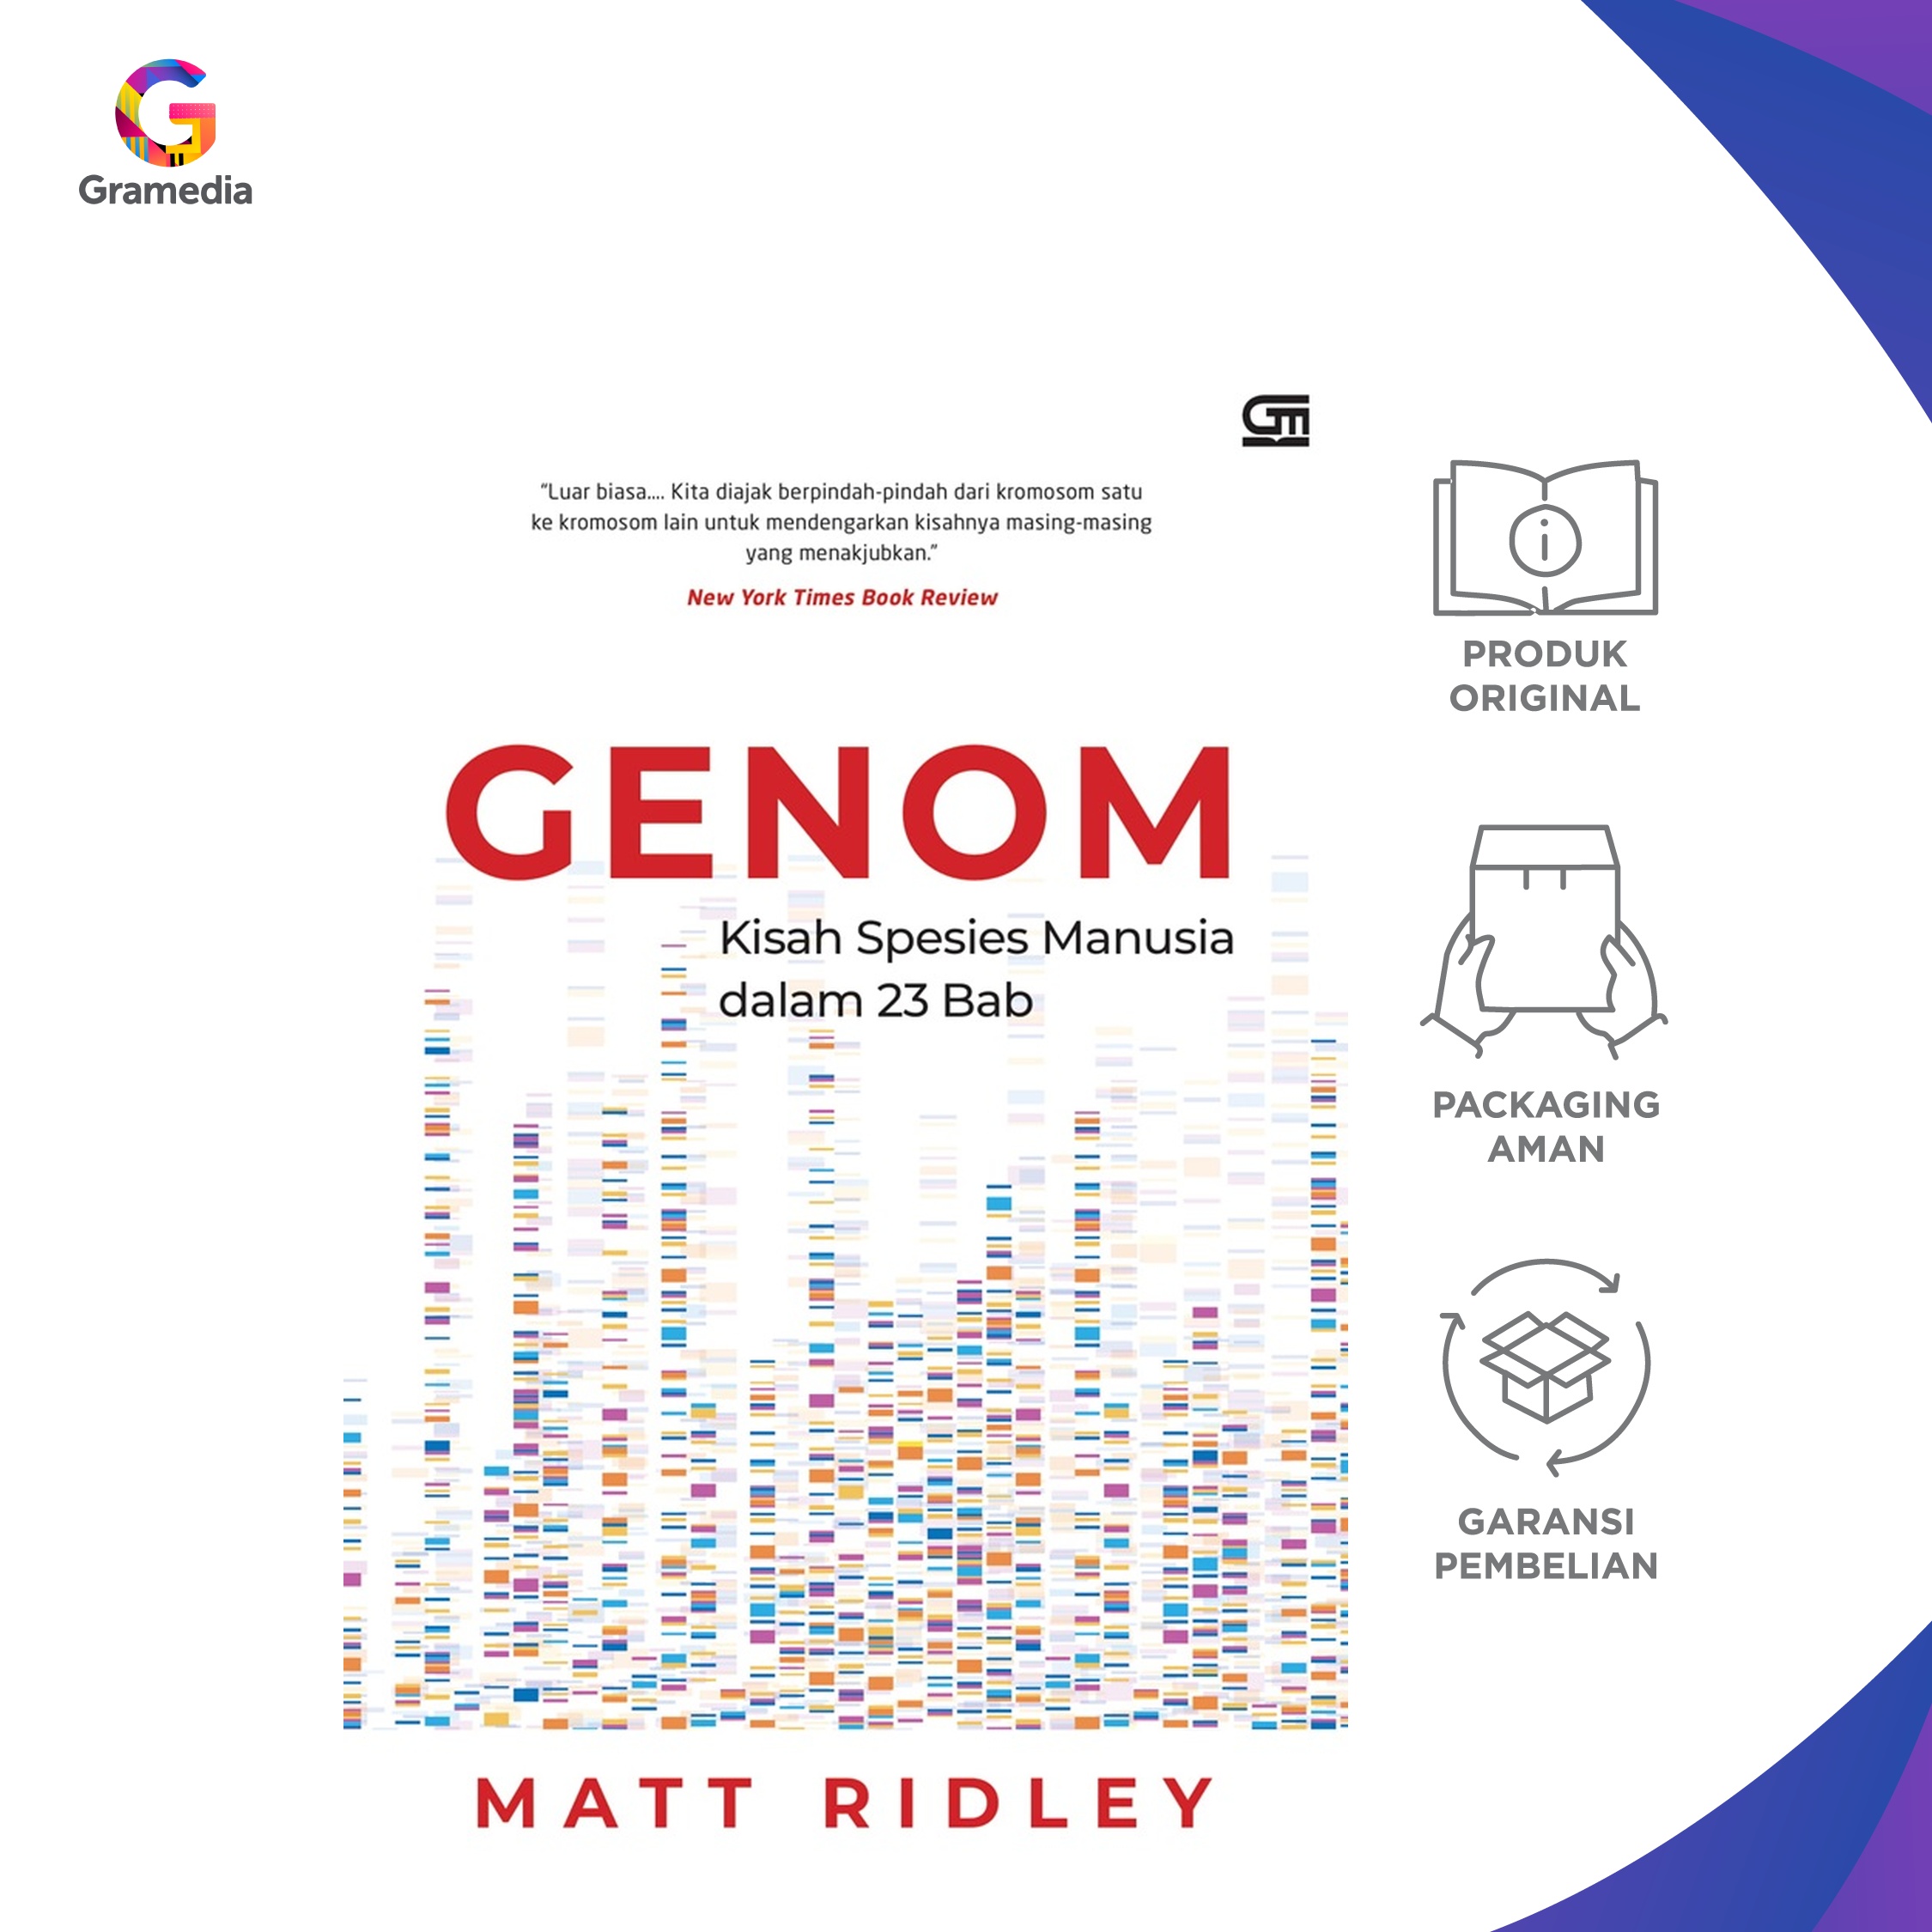 Gramedia
“Luar biasa.... Kita diajak berpindah-pindah dari kromosom satu
ke kromosom lain untuk mendengarkan kisahnya masing-masing
yang menakjubkan.”
New York Times Book Review
GENOM
Kisah Spesies Manusia
dalam 23 Bab
MATT RIDLEY
PRODUK
ORIGINAL
PACKAGING
AMAN
GARANSI
PEMBELIAN